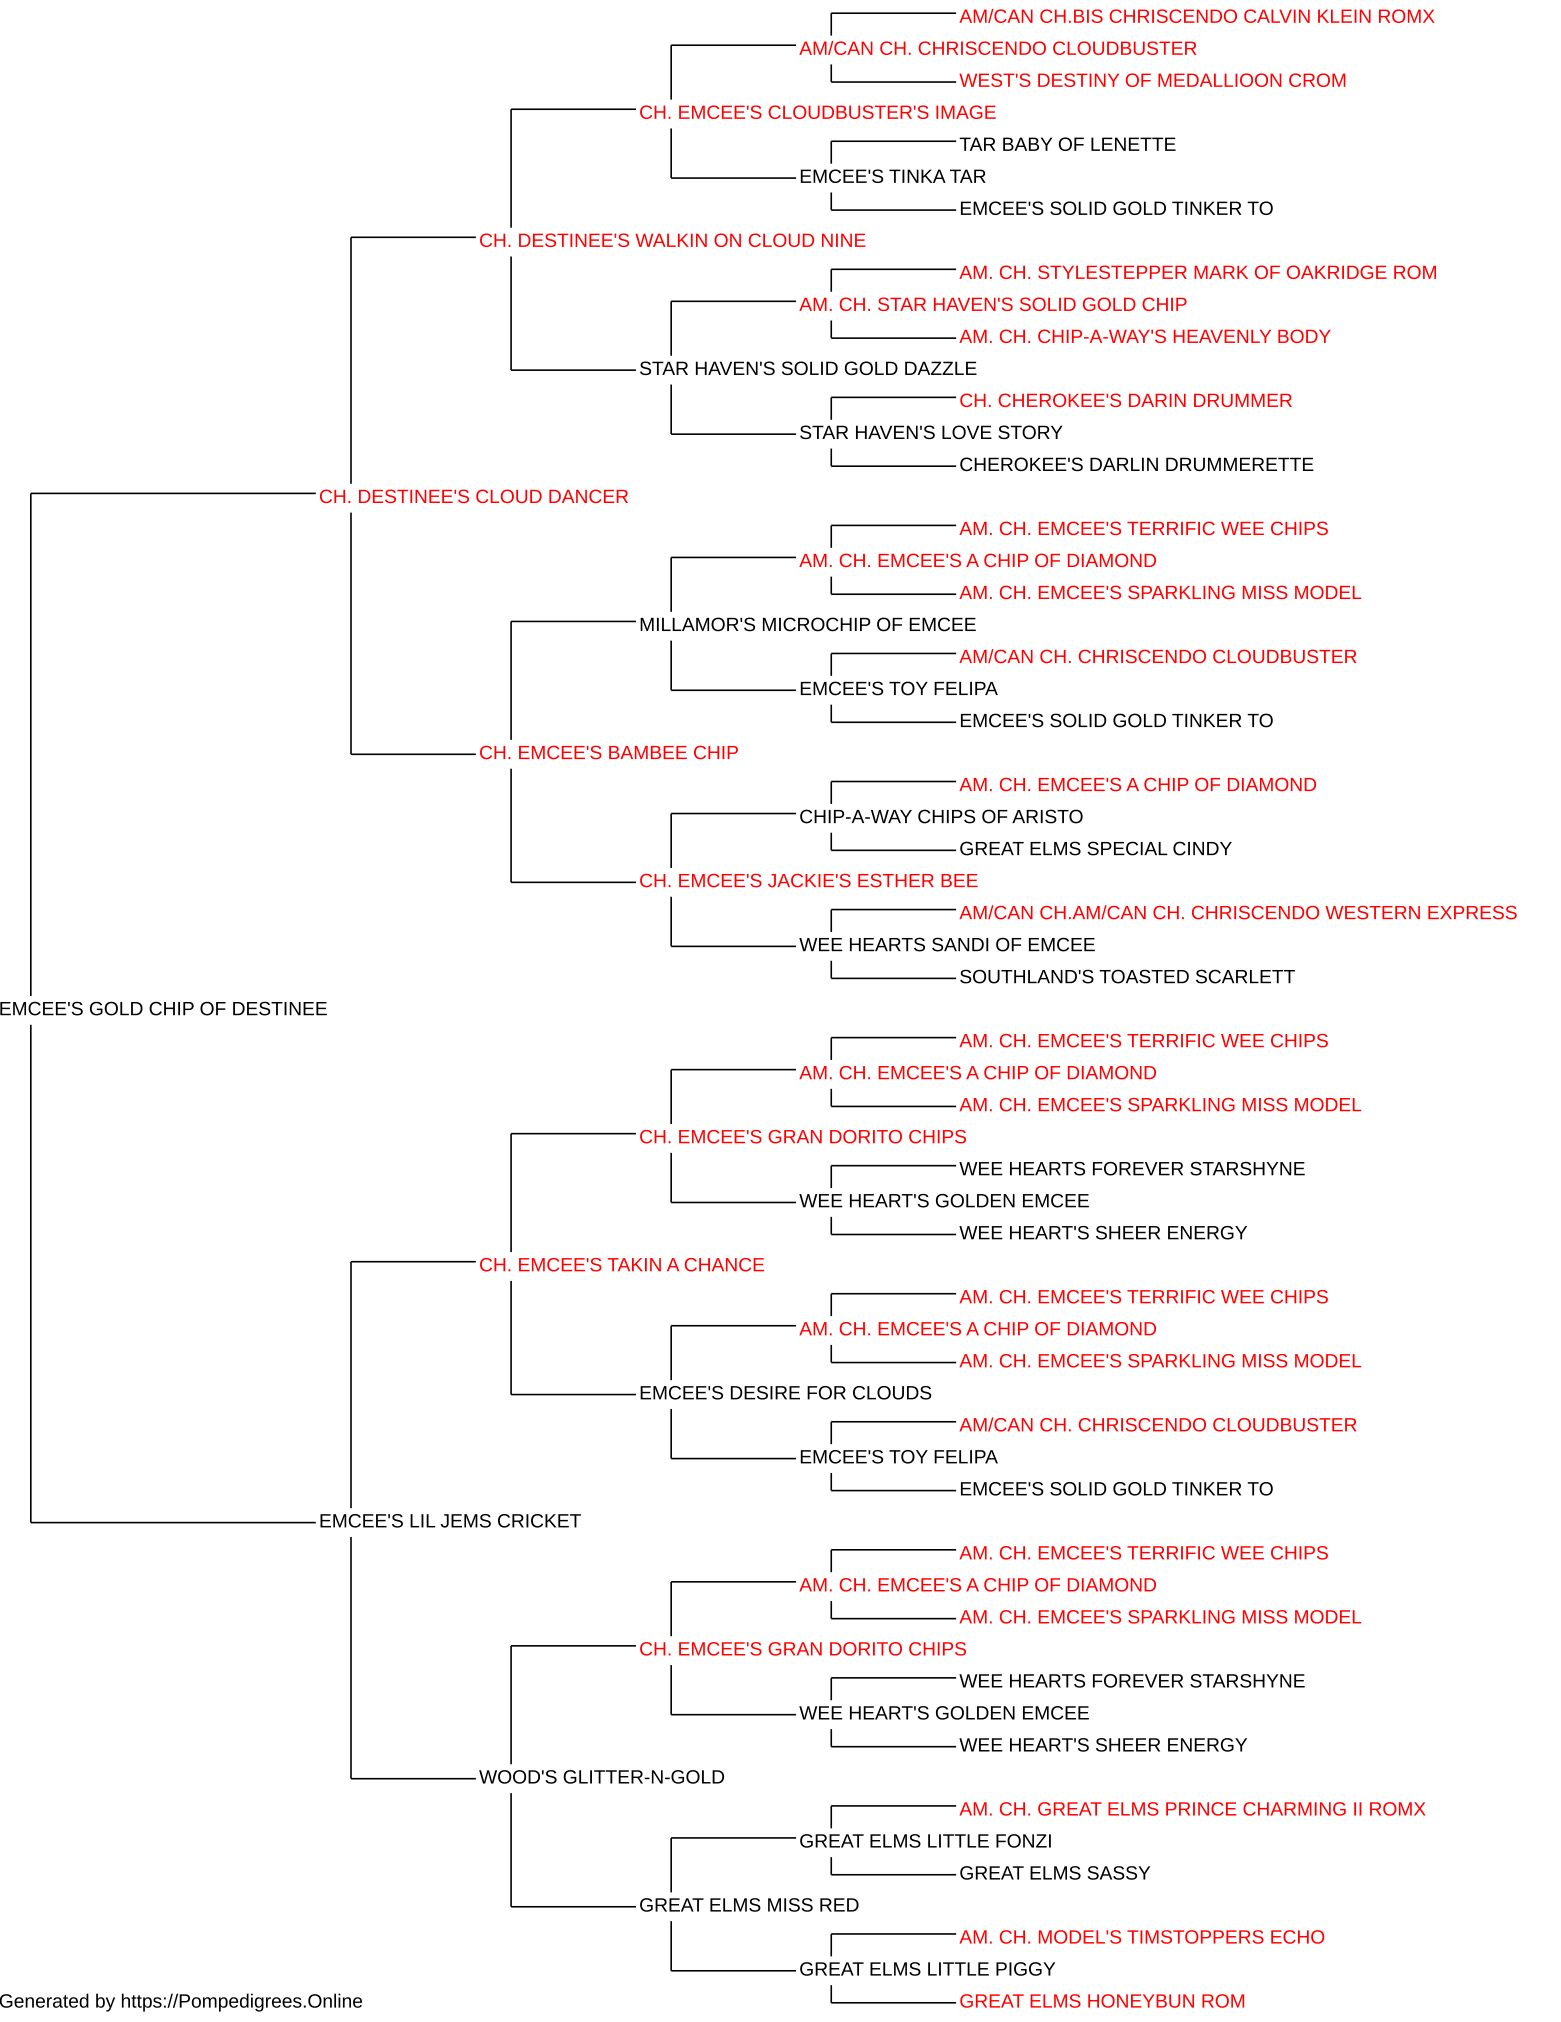 AM/CAN CH.BIS CHRISCENDO CALVIN KLEIN ROMX
AM/CAN CH. CHRISCENDO CLOUDBUSTER
WEST'S DESTINY OF MEDALLIOON CROM
CH. EMCEE'S CLOUDBUSTER'S IMAGE
TAR BABY OF LENETTE
EMCEE'S TINKA TAR
EMCEE'S SOLID GOLD TINKER TO
CH. DESTINEE'S WALKIN ON CLOUD NINE
AM. CH. STYLESTEPPER MARK OF OAKRIDGE ROM
AM. CH. STAR HAVEN'S SOLID GOLD CHIP
AM. CH. CHIP-A-WAY'S HEAVENLY BODY
STAR HAVEN'S SOLID GOLD DAZZLE
CH. CHEROKEE'S DARIN DRUMMER
STAR HAVEN'S LOVE STORY
CHEROKEE'S DARLIN DRUMMERETTE
CH. DESTINEE'S CLOUD DANCER
AM. CH. EMCEE'S TERRIFIC WEE CHIPS
AM. CH. EMCEE'S A CHIP OF DIAMOND
AM. CH. EMCEE'S SPARKLING MISS MODEL
MILLAMOR'S MICROCHIP OF EMCEE
AM/CAN CH. CHRISCENDO CLOUDBUSTER
EMCEE'S TOY FELIPA
EMCEE'S SOLID GOLD TINKER TO
CH. EMCEE'S BAMBEE CHIP
AM. CH. EMCEE'S A CHIP OF DIAMOND
CHIP-A-WAY CHIPS OF ARISTO
GREAT ELMS SPECIAL CINDY
CH. EMCEE'S JACKIE'S ESTHER BEE
AM/CAN CH.AM/CAN CH. CHRISCENDO WESTERN EXPRESS
WEE HEARTS SANDI OF EMCEE
SOUTHLAND'S TOASTED SCARLETT
EMCEE'S GOLD CHIP OF DESTINEE
AM. CH. EMCEE'S TERRIFIC WEE CHIPS
AM. CH. EMCEE'S A CHIP OF DIAMOND
AM. CH. EMCEE'S SPARKLING MISS MODEL
CH. EMCEE'S GRAN DORITO CHIPS
WEE HEARTS FOREVER STARSHYNE
WEE HEART'S GOLDEN EMCEE
WEE HEART'S SHEER ENERGY
CH. EMCEE'S TAKIN A CHANCE
AM. CH. EMCEE'S TERRIFIC WEE CHIPS
AM. CH. EMCEE'S A CHIP OF DIAMOND
AM. CH. EMCEE'S SPARKLING MISS MODEL
EMCEE'S DESIRE FOR CLOUDS
AM/CAN CH. CHRISCENDO CLOUDBUSTER
EMCEE'S TOY FELIPA
EMCEE'S SOLID GOLD TINKER TO
EMCEE'S LIL JEMS CRICKET
AM. CH. EMCEE'S TERRIFIC WEE CHIPS
AM. CH. EMCEE'S A CHIP OF DIAMOND
AM. CH. EMCEE'S SPARKLING MISS MODEL
CH. EMCEE'S GRAN DORITO CHIPS
WEE HEARTS FOREVER STARSHYNE
WEE HEART'S GOLDEN EMCEE
WEE HEART'S SHEER ENERGY
WOOD'S GLITTER-N-GOLD
AM. CH. GREAT ELMS PRINCE CHARMING II ROMX
GREAT ELMS LITTLE FONZI
GREAT ELMS SASSY
GREAT ELMS MISS RED
AM. CH. MODEL'S TIMSTOPPERS ECHO
GREAT ELMS LITTLE PIGGY
GREAT ELMS HONEYBUN ROM
Generated by https://Pompedigrees.Online